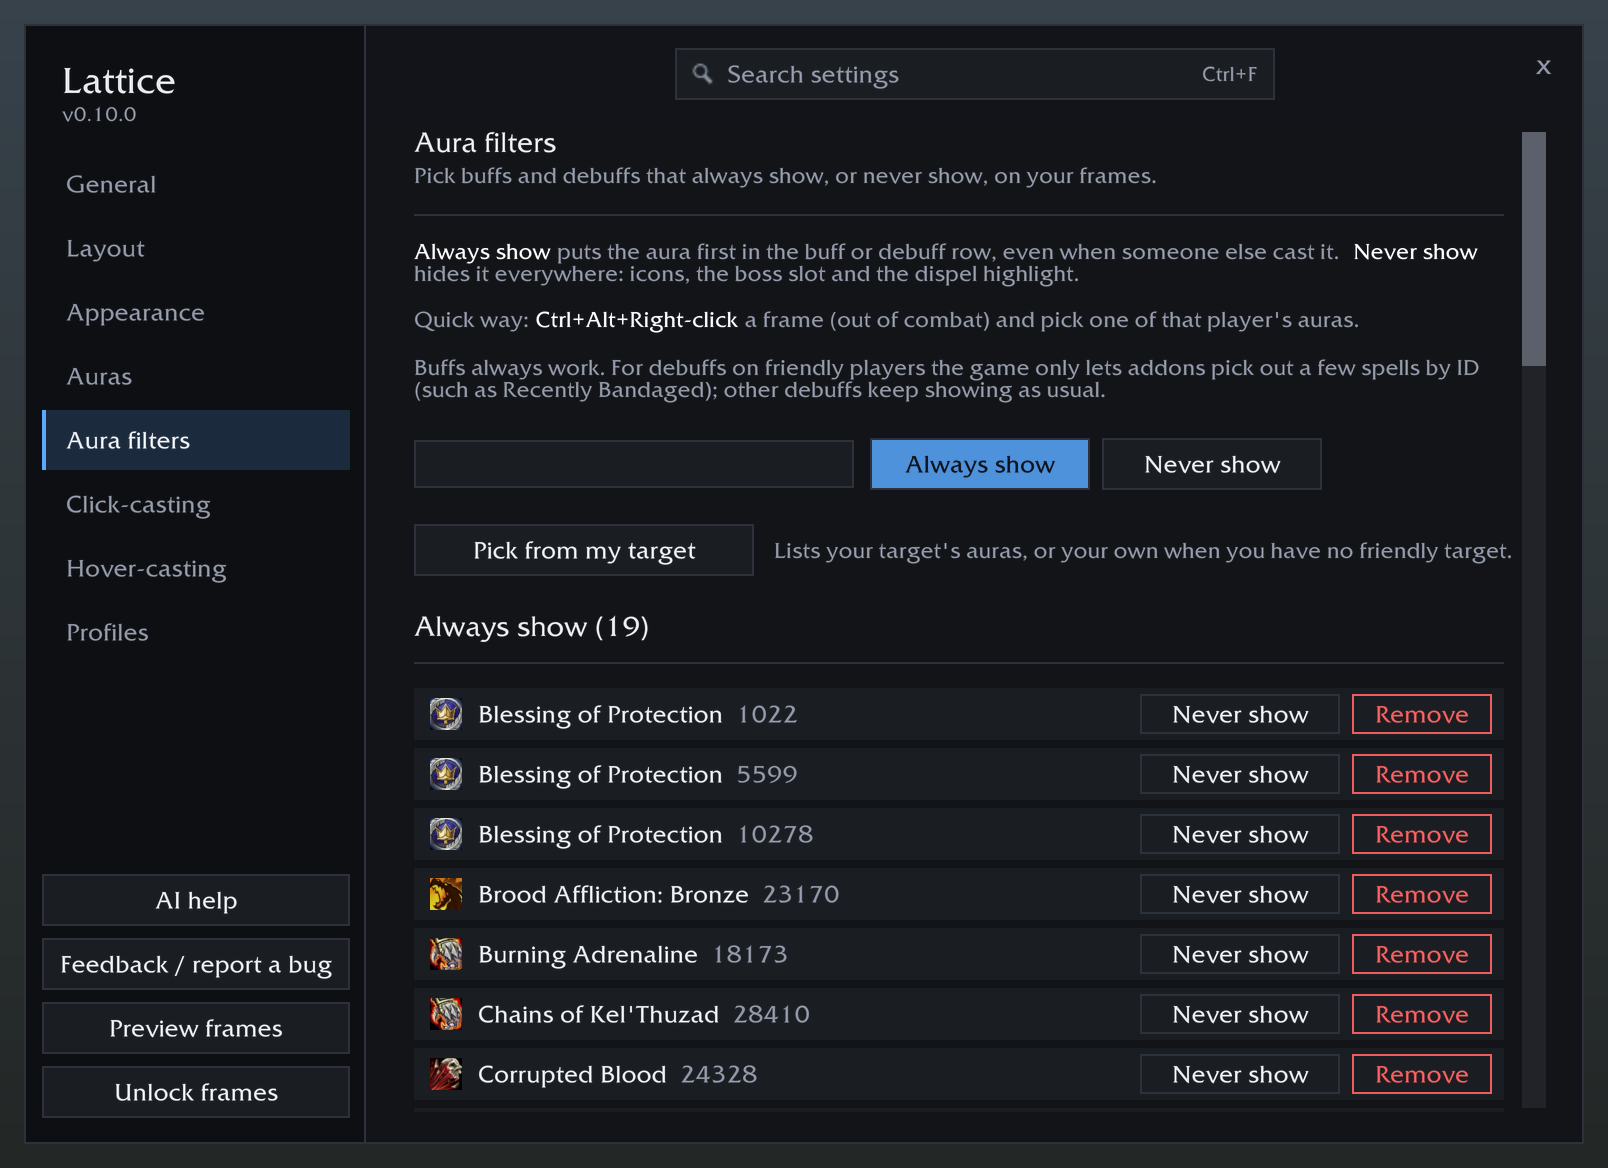 Lattice
v0.10.0
General
Layout
Appearance
Auras
Aura filters
Click-casting
Hover-casting
Profiles
AI help
Feedback / report a bug
Preview frames
Unlock frames
Search settings Ctrl+F
x
Aura filters
Pick buffs and debuffs that always show, or never show, on your frames.
Always show puts the aura first in the buff or debuff row, even when someone else cast it. Never show
hides it everywhere: icons, the boss slot and the dispel highlight.
Quick way: Ctrl+Alt+Right-click a frame (out of combat) and pick one of that player's auras.
Buffs always work. For debuffs on friendly players the game only lets addons pick out a few spells by ID
(such as Recently Bandaged); other debuffs keep showing as usual.
Always show Never show
Pick from my target Lists your target's auras, or your own when you have no friendly target.
Always show (19)
Blessing of Protection 1022 Never show Remove
Blessing of Protection 5599 Never show Remove
Blessing of Protection 10278 Never show Remove
Brood Affliction: Bronze 23170 Never show Remove
Burning Adrenaline 18173 Never show Remove
Chains of Kel'Thuzad 28410 Never show Remove
Corrupted Blood 24328 Never show Remove